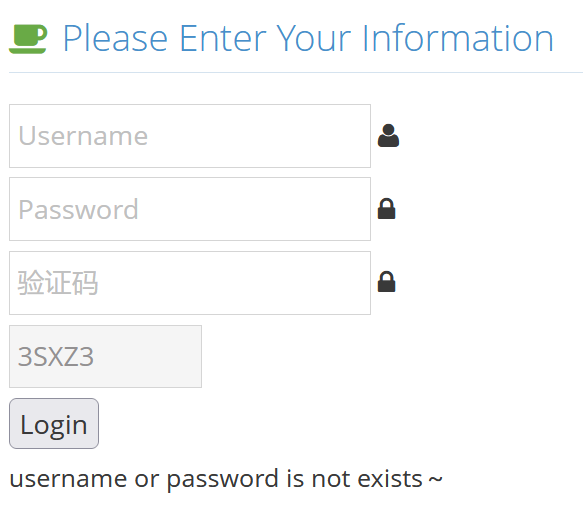 Please Enter Your Information
Username
Password
验证码
3SXZ3
Login
username or password is not exists～